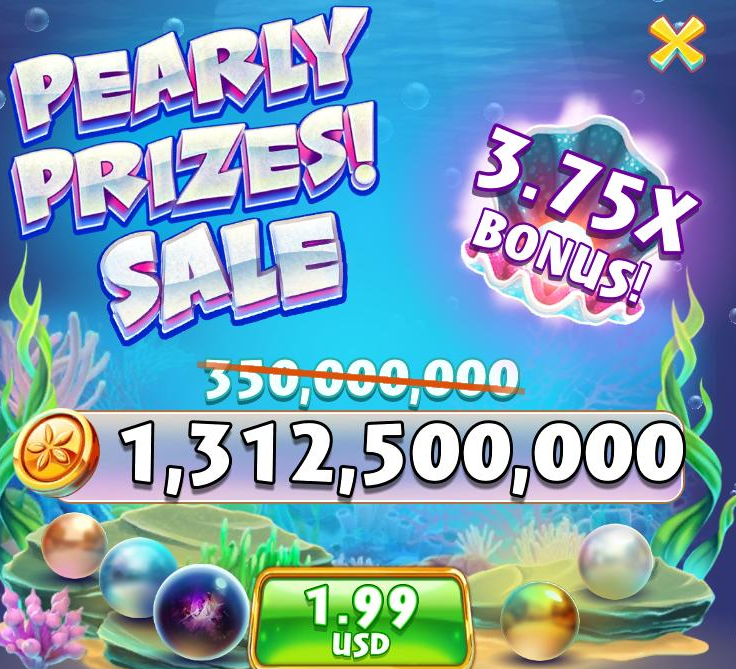 PEARLY
PRIZES!
SALE
3.75X
BONUS!
350,000,000
1,312,500,000
1.99
USD